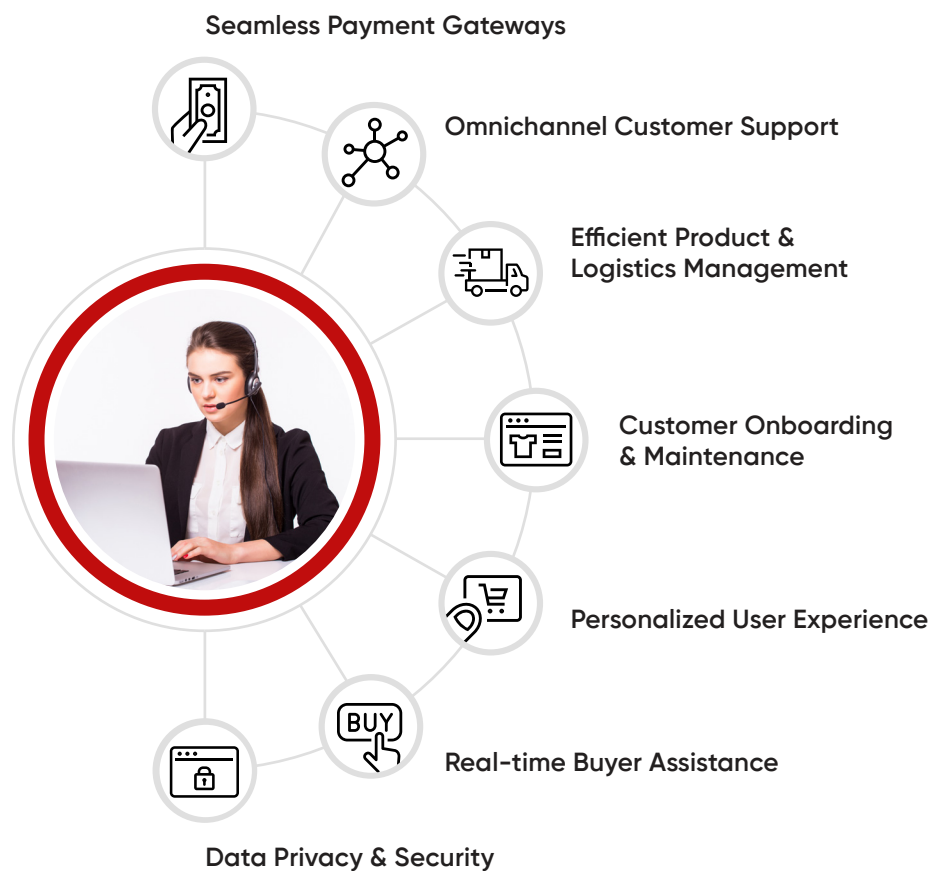 Seamless Payment Gateways
Omnichannel Customer Support
Efficient Product &
Logistics Management
Customer Onboarding
& Maintenance
Personalized User Experience
BUY
Real-time Buyer Assistance
Data Privacy & Security